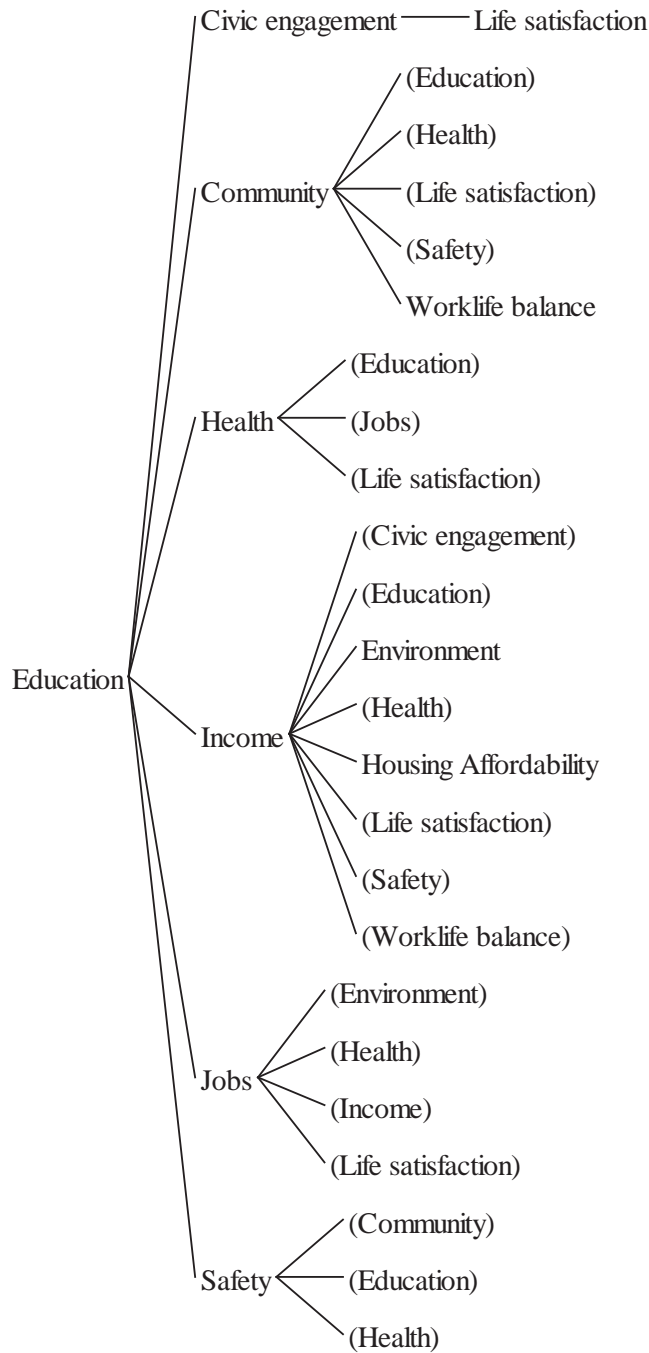 Civic engagement
Life satisfaction
(Education)
(Health)
Community
(Life satisfaction)
(Safety)
Worklife balance
(Education)
Health
(Jobs)
(Life satisfaction)
(Civic engagement)
(Education)
Environment
Education
(Health)
Income
Housing Affordability
(Life satisfaction)
(Safety)
(Worklife balance)
(Environment)
(Health)
Jobs
(Income)
(Life satisfaction)
(Community)
Safety
(Education)
(Health)